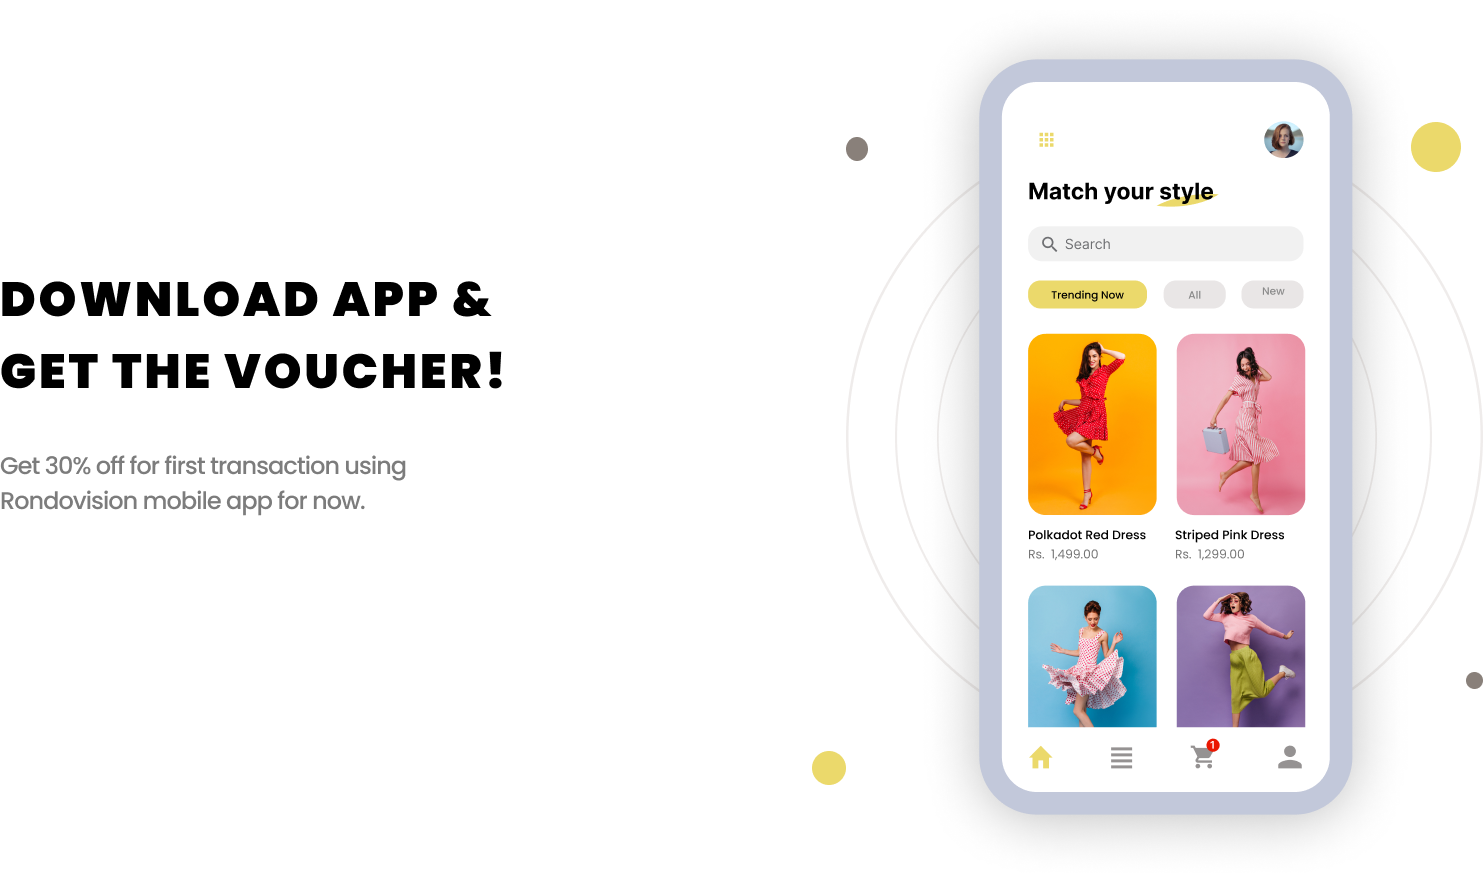 DOWNLOAD APP &
GET THE VOUCHER!
Get 30% off for first transaction using
Rondovision mobile app for now.
Match your style
Search
Trending Now All New
Polkadot Red Dress Striped Pink Dress
Rs. 1,499.00 Rs. 1,299.00
1